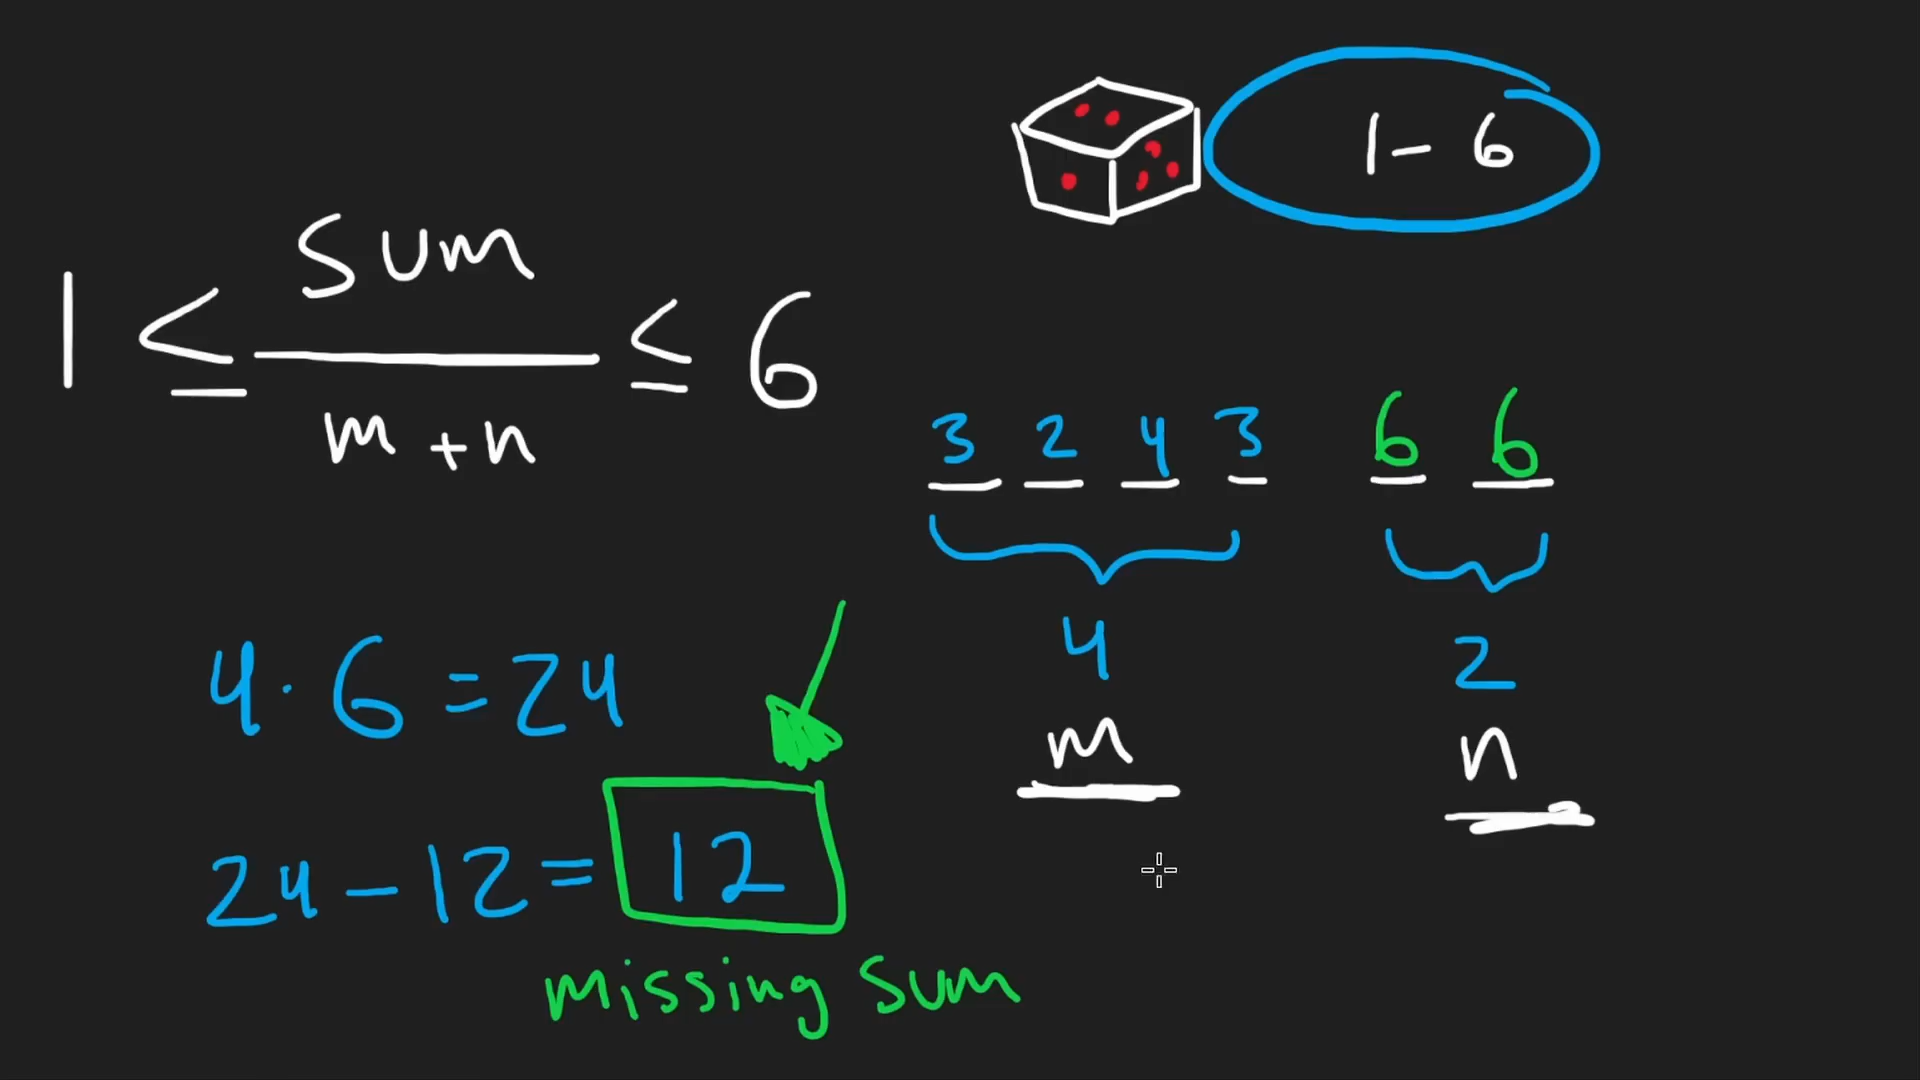 1 - 6
1 ≤ sum / m + n ≤ 6
3 2 4 3 6 6
4 2
m n
4 · 6 = 24
24 - 12 = 12
missing sum